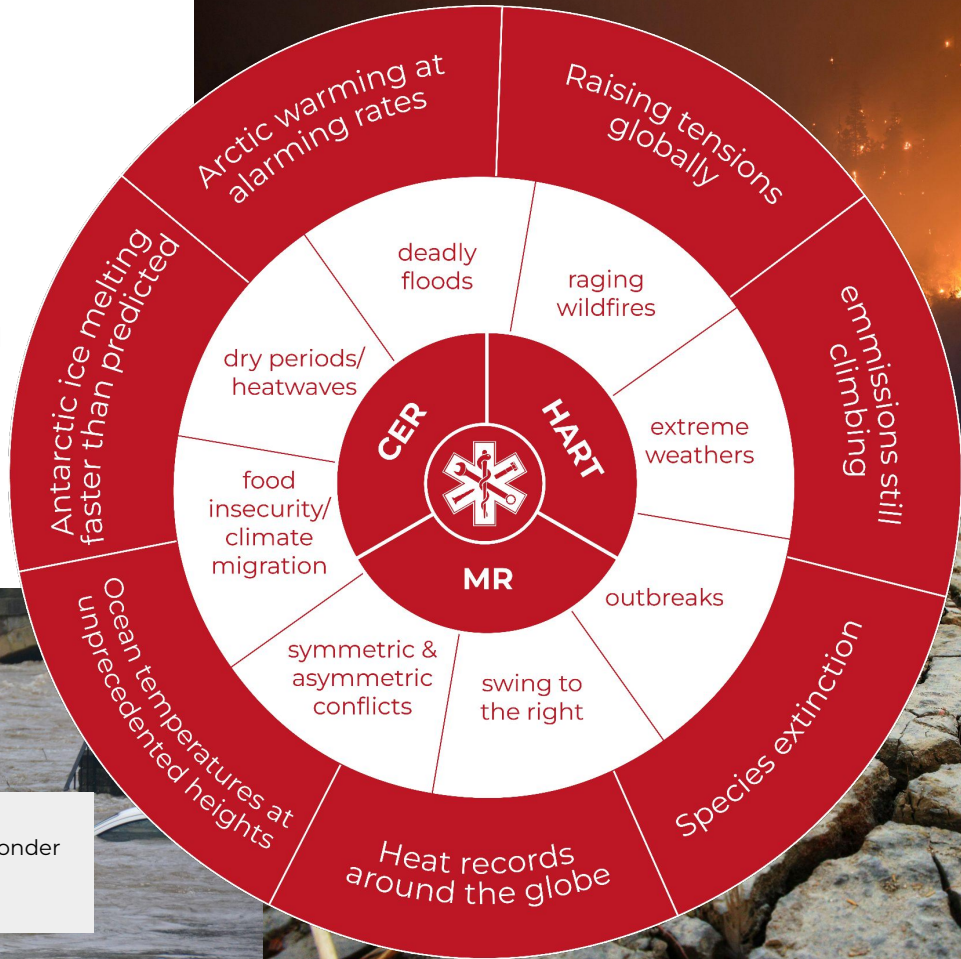 Arctic warming at
alarming rates
Raising tensions
globally
emmissions still
climbing
Species extinction
Heat records
around the globe
Ocean temperatures at
unprecedented heights
Antarctic ice melting
faster than predicted
deadly
floods
raging
wildfires
extreme
weathers
outbreaks
swing to
the right
symmetric &
asymmetric
conflicts
food
insecurity/
climate
migration
dry periods/
heatwaves
CER
HART
MR